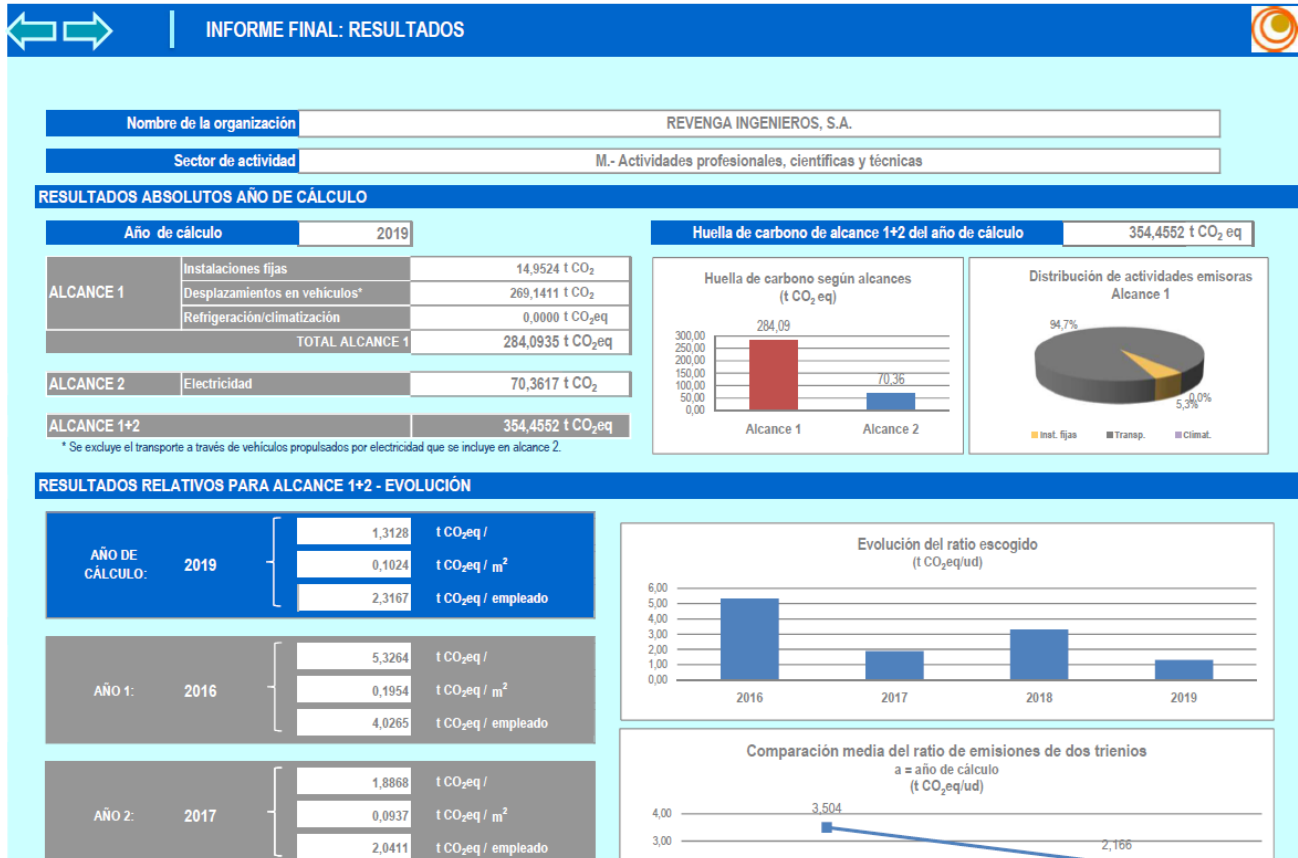 INFORME FINAL: RESULTADOS
Nombre de la organización REVENGA INGENIEROS, S.A.
Sector de actividad M.- Actividades profesionales, científicas y técnicas
RESULTADOS ABSOLUTOS AÑO DE CÁLCULO
Año de cálculo 2019
Huella de carbono de alcance 1+2 del año de cálculo 354,4552 t CO₂ eq
ALCANCE 1
Instalaciones fijas 14,9524 t CO₂
Desplazamientos en vehículos* 269,1411 t CO₂
Refrigeración/climatización 0,0000 t CO₂eq
TOTAL ALCANCE 1 284,0935 t CO₂eq
ALCANCE 2 Electricidad 70,3617 t CO₂
ALCANCE 1+2 354,4552 t CO₂eq
* Se excluye el transporte a través de vehículos propulsados por electricidad que se incluye en alcance 2.
Huella de carbono según alcances
(t CO₂ eq)
300,00
250,00
200,00
150,00
100,00
50,00
0,00
284,09
70,36
Alcance 1 Alcance 2
Distribución de actividades emisoras
Alcance 1
94,7%
0,0%
5,3%
Inst. fijas Transp. Climat.
RESULTADOS RELATIVOS PARA ALCANCE 1+2 - EVOLUCIÓN
AÑO DE
CÁLCULO:
2019
1,3128 t CO₂eq /
0,1024 t CO₂eq / m²
2,3167 t CO₂eq / empleado
AÑO 1: 2016
5,3264 t CO₂eq /
0,1954 t CO₂eq / m²
4,0265 t CO₂eq / empleado
AÑO 2: 2017
1,8868 t CO₂eq /
0,0937 t CO₂eq / m²
2,0411 t CO₂eq / empleado
Evolución del ratio escogido
(t CO₂eq/ud)
6,00
5,00
4,00
3,00
2,00
1,00
0,00
2016 2017 2018 2019
Comparación media del ratio de emisiones de dos trienios
a = año de cálculo
(t CO₂eq/ud)
4,00
3,00
3,504
2,166